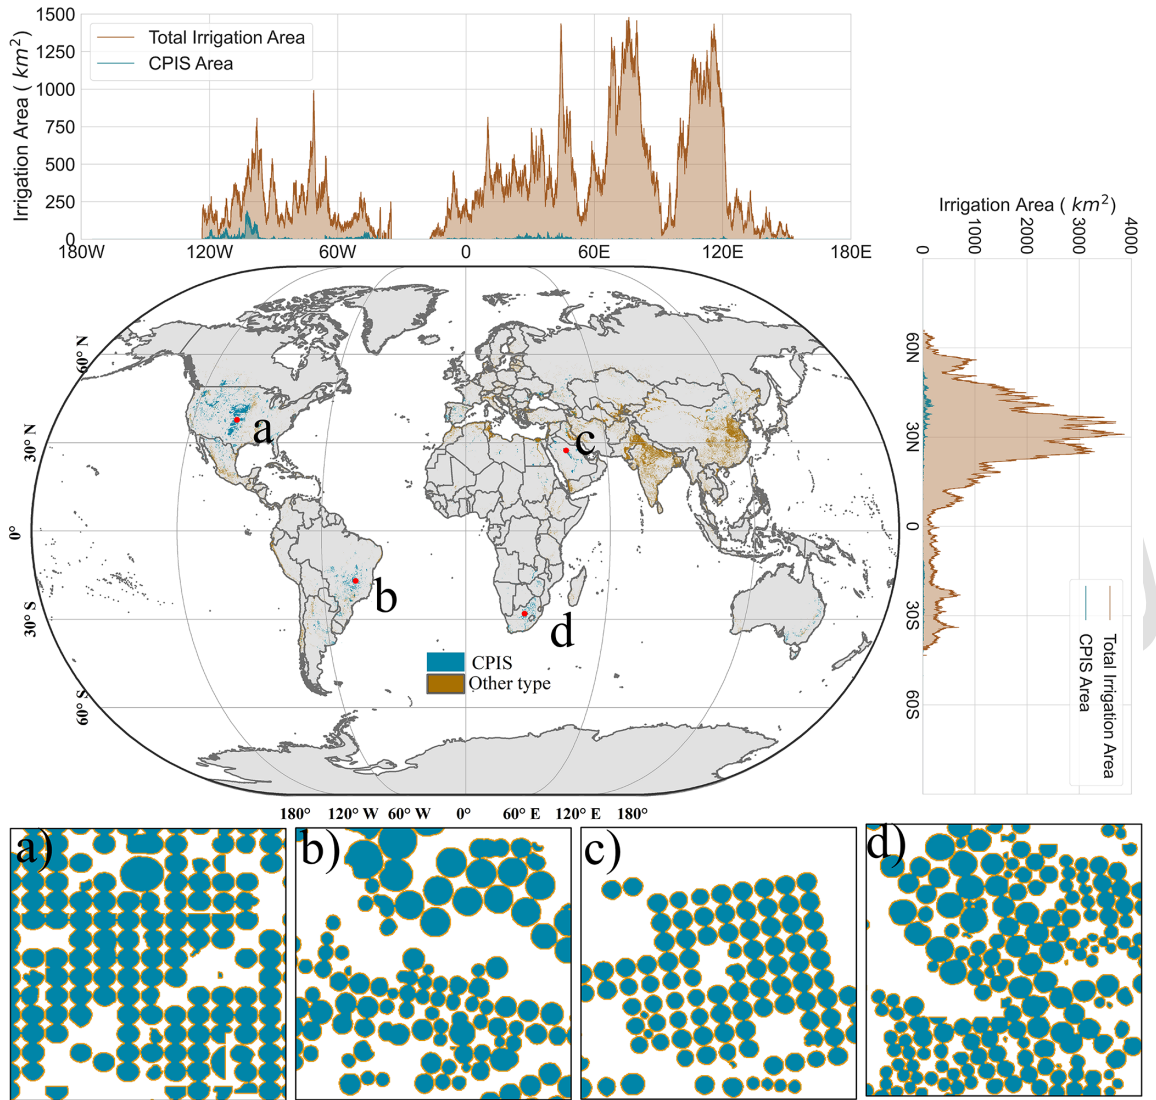 1500
1250
1000
750
500
250
0
Irrigation Area ( km²)
Total Irrigation Area
CPIS Area
180W
120W
60W
0
60E
120E
180E
Irrigation Area ( km²)
0
1000
2000
3000
4000
60N
30N
0
30S
60S
Total Irrigation Area
CPIS Area
60° N
30° N
0°
30° S
60° S
a
b
c
d
CPIS
Other type
180° 120° W 60° W 0° 60° E 120° E 180°
a)
b)
c)
d)